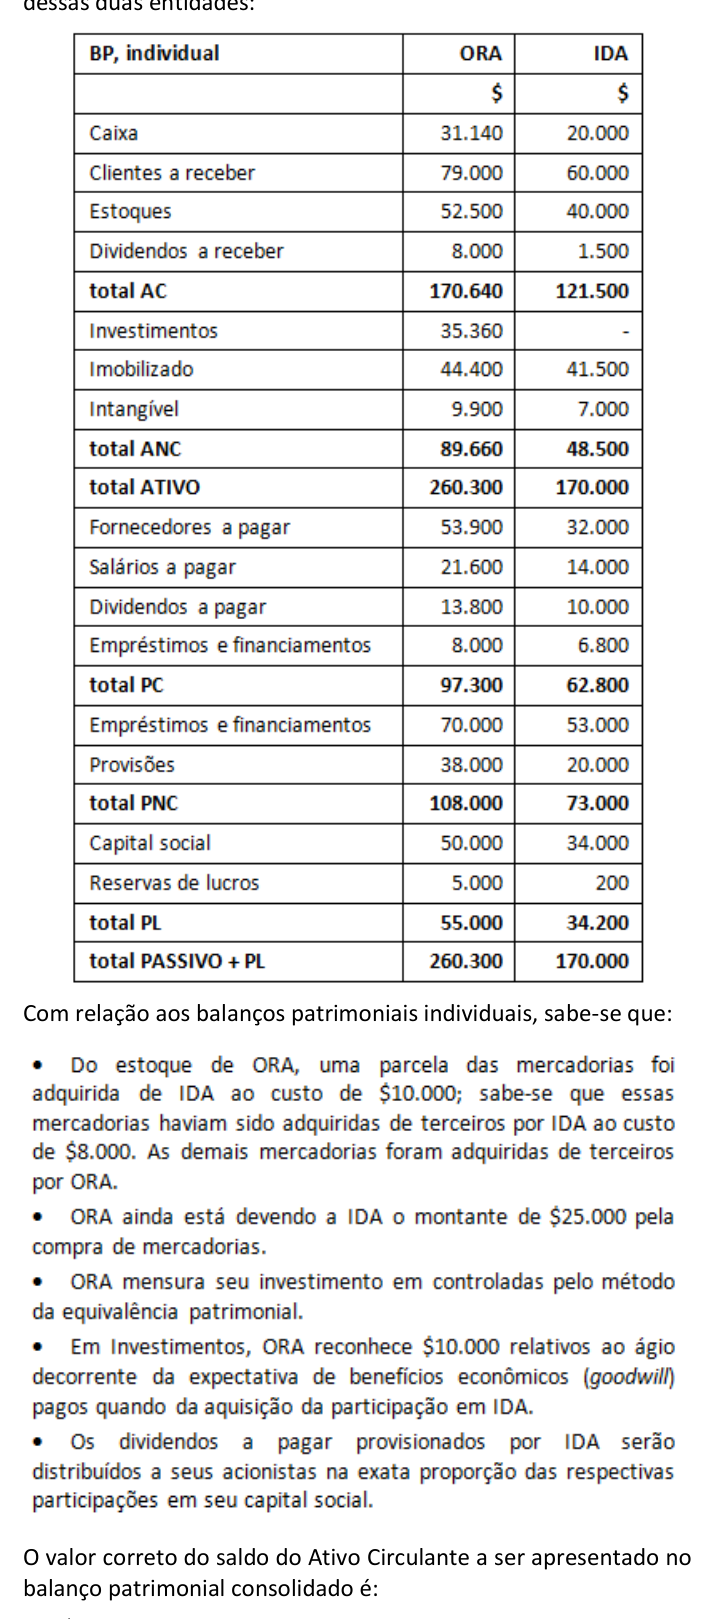 dessas duas entidades:
BP, individual ORA IDA
$ $
Caixa 31.140 20.000
Clientes a receber 79.000 60.000
Estoques 52.500 40.000
Dividendos a receber 8.000 1.500
total AC 170.640 121.500
Investimentos 35.360 -
Imobilizado 44.400 41.500
Intangível 9.900 7.000
total ANC 89.660 48.500
total ATIVO 260.300 170.000
Fornecedores a pagar 53.900 32.000
Salários a pagar 21.600 14.000
Dividendos a pagar 13.800 10.000
Empréstimos e financiamentos 8.000 6.800
total PC 97.300 62.800
Empréstimos e financiamentos 70.000 53.000
Provisões 38.000 20.000
total PNC 108.000 73.000
Capital social 50.000 34.000
Reservas de lucros 5.000 200
total PL 55.000 34.200
total PASSIVO + PL 260.300 170.000
Com relação aos balanços patrimoniais individuais, sabe-se que:
• Do estoque de ORA, uma parcela das mercadorias foi
adquirida de IDA ao custo de $10.000; sabe-se que essas
mercadorias haviam sido adquiridas de terceiros por IDA ao custo
de $8.000. As demais mercadorias foram adquiridas de terceiros
por ORA.
• ORA ainda está devendo a IDA o montante de $25.000 pela
compra de mercadorias.
• ORA mensura seu investimento em controladas pelo método
da equivalência patrimonial.
• Em Investimentos, ORA reconhece $10.000 relativos ao ágio
decorrente da expectativa de benefícios econômicos (goodwill)
pagos quando da aquisição da participação em IDA.
• Os dividendos a pagar provisionados por IDA serão
distribuídos a seus acionistas na exata proporção das respectivas
participações em seu capital social.
O valor correto do saldo do Ativo Circulante a ser apresentado no
balanço patrimonial consolidado é: